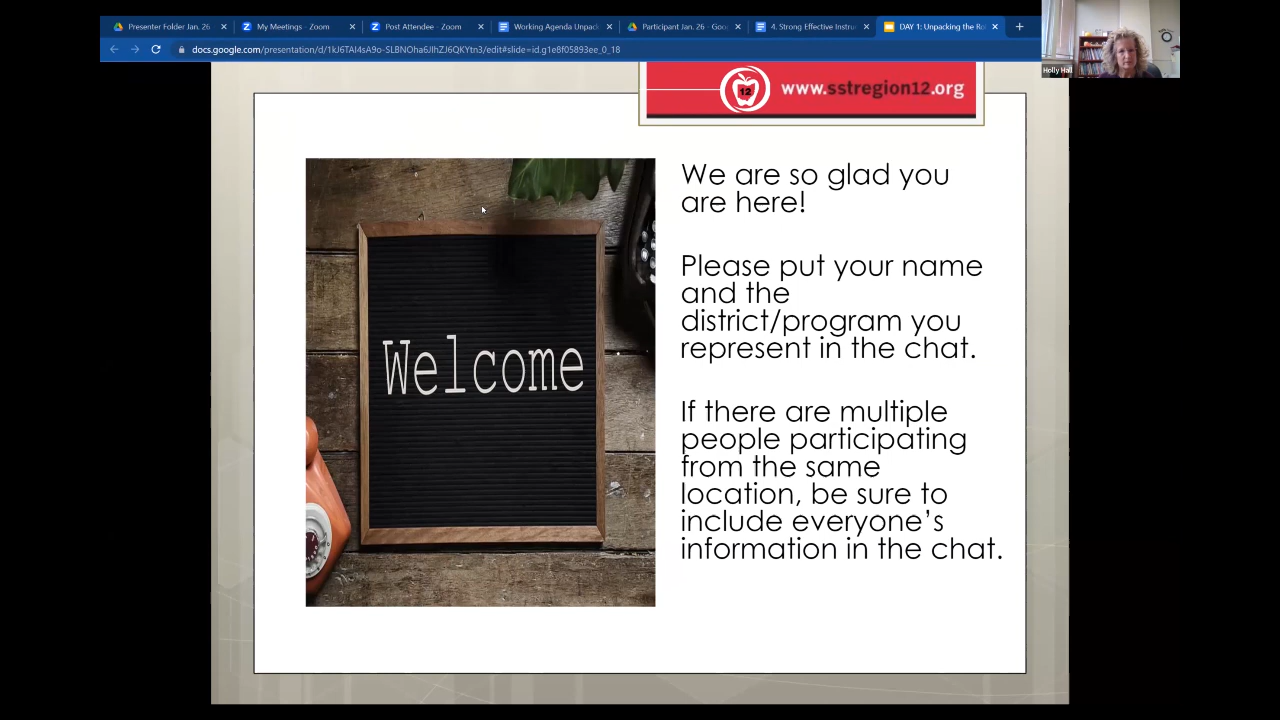 Presenter Folder Jan. 26
My Meetings - Zoom
Post Attendee - Zoom
Working Agenda Unpack
Participant Jan. 26 - Goo
4. Strong Effective Instru
DAY 1: Unpacking the Ro
docs.google.com/presentation/d/1kJ6TAl4sA9o-SLBNOha6JlhZJ6QKYtn3/edit#slide=id.g1e8f05893ee_0_18
Holly Hall
12
www.sstregion12.org
We are so glad you
are here!
Please put your name
and the
district/program you
represent in the chat.
If there are multiple
people participating
from the same
location, be sure to
include everyone’s
information in the chat.
Welcome